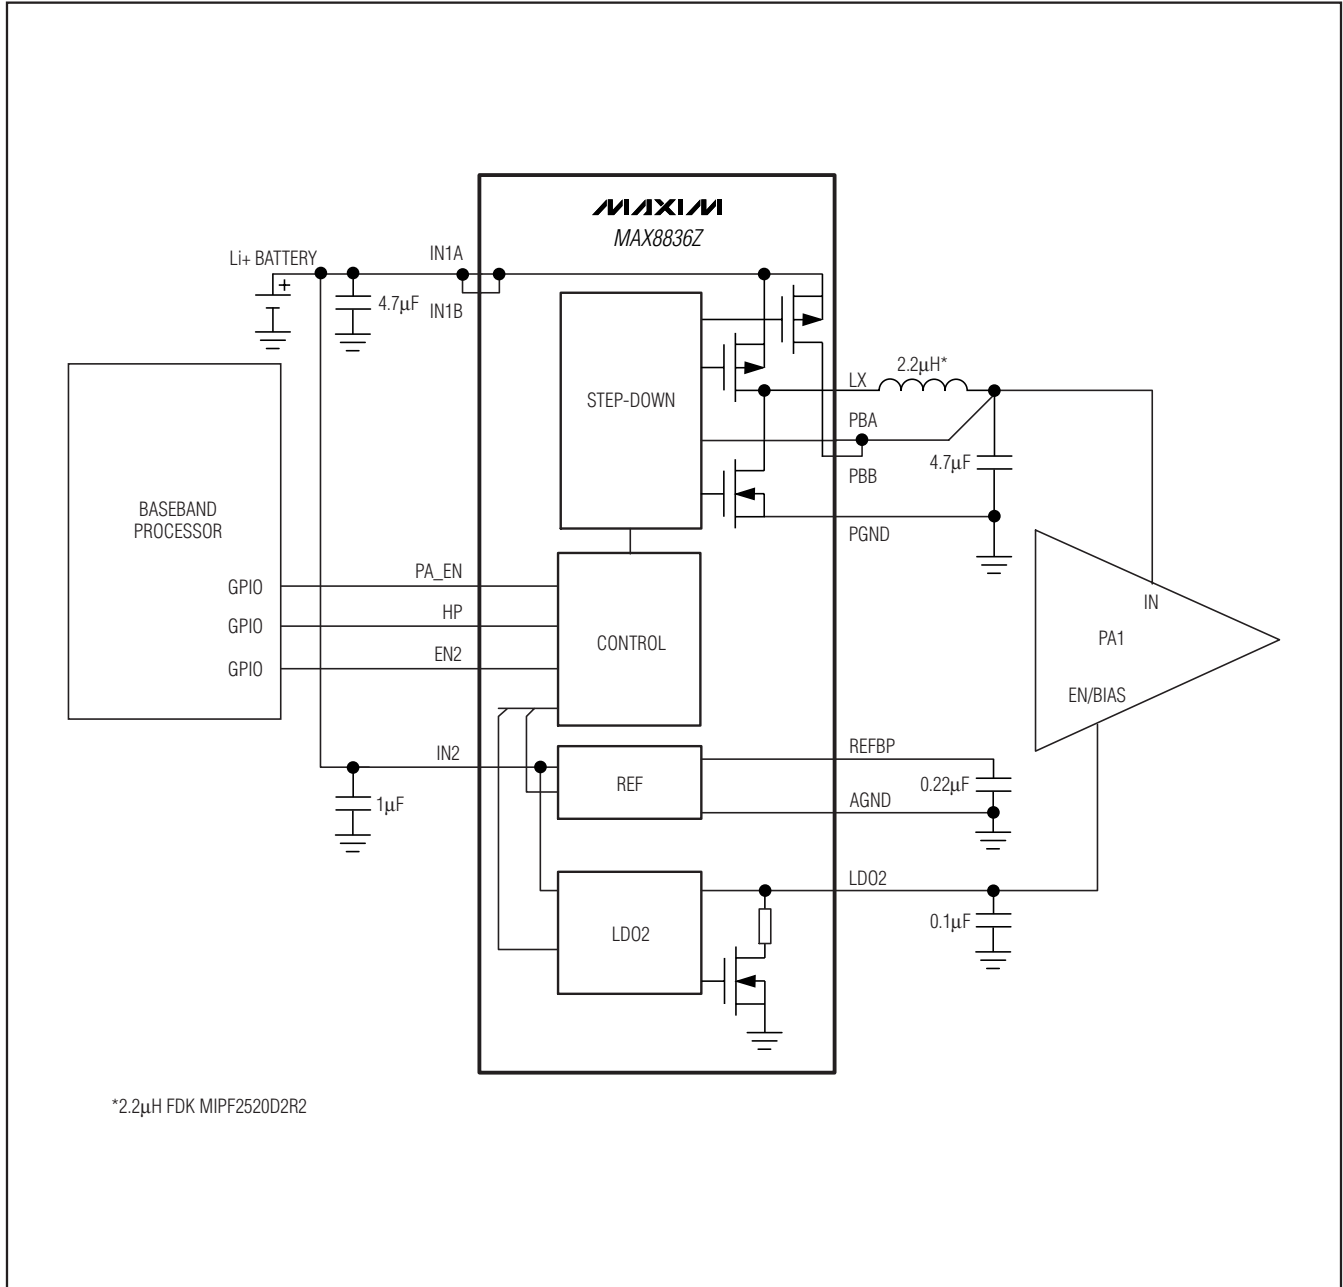 MAXIM
MAX8836Z
Li+ BATTERY
+
4.7µF
IN1A
IN1B
STEP-DOWN
LX
2.2µH*
PBA
PBB
4.7µF
PGND
BASEBAND
PROCESSOR
GPIO
PA_EN
GPIO
HP
GPIO
EN2
CONTROL
IN
PA1
EN/BIAS
IN2
1µF
REF
REFBP
0.22µF
AGND
LDO2
LDO2
0.1µF
*2.2µH FDK MIPF2520D2R2